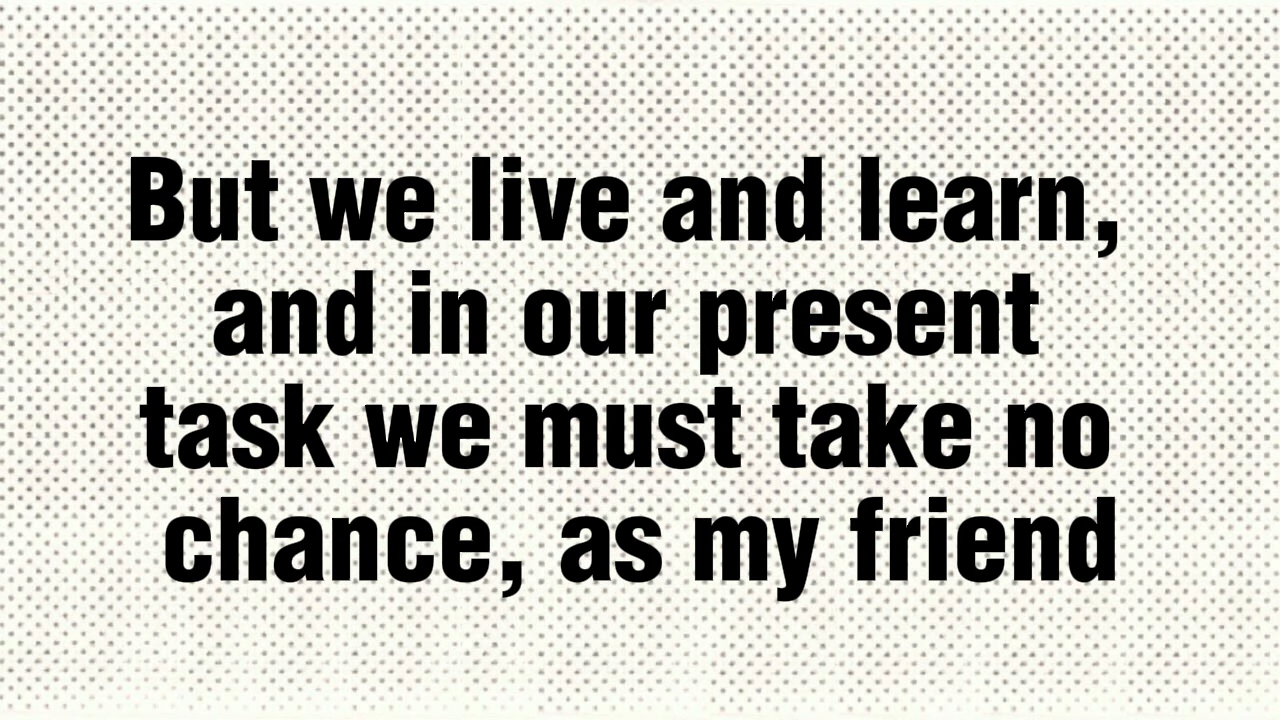 But we live and learn,
and in our present
task we must take no
chance, as my friend